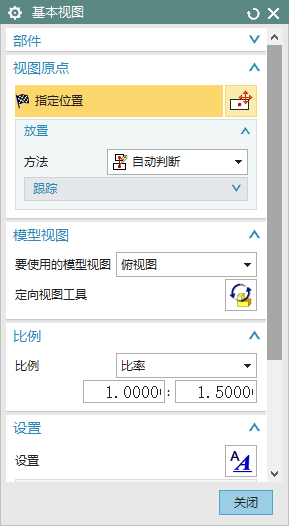 基本视图
部件
视图原点
指定位置
放置
方法 自动判断
跟踪
模型视图
要使用的模型视图 俯视图
定向视图工具
比例
比例 比率
1.0000 : 1.5000
设置
设置 AA
关闭